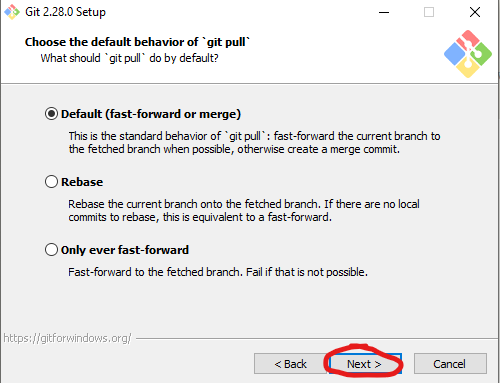 Git 2.28.0 Setup
Choose the default behavior of `git pull`
What should `git pull` do by default?
Default (fast-forward or merge)
This is the standard behavior of `git pull`: fast-forward the current branch to
the fetched branch when possible, otherwise create a merge commit.
Rebase
Rebase the current branch onto the fetched branch. If there are no local
commits to rebase, this is equivalent to a fast-forward.
Only ever fast-forward
Fast-forward to the fetched branch. Fail if that is not possible.
https://gitforwindows.org/
< Back
Next >
Cancel